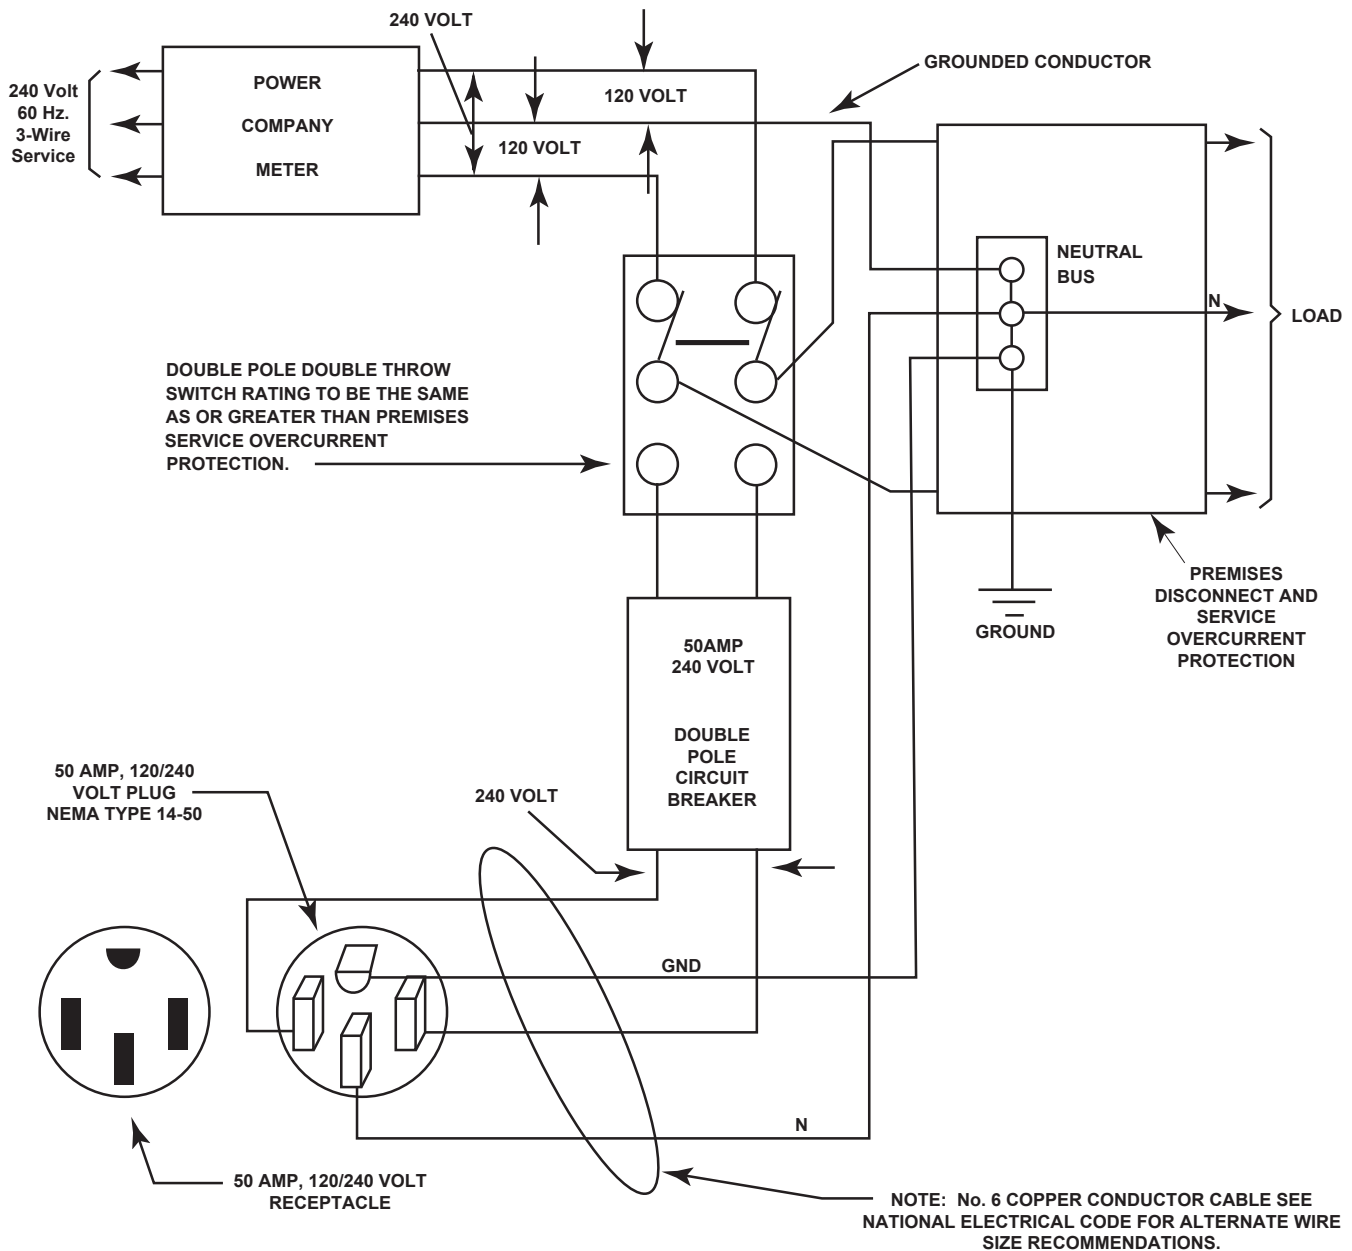 240 VOLT
GROUNDED CONDUCTOR
240 Volt
60 Hz.
3-Wire
Service
POWER
COMPANY
METER
120 VOLT
120 VOLT
NEUTRAL
BUS
N
LOAD
DOUBLE POLE DOUBLE THROW
SWITCH RATING TO BE THE SAME
AS OR GREATER THAN PREMISES
SERVICE OVERCURRENT
PROTECTION.
GROUND
PREMISES
DISCONNECT AND
SERVICE
OVERCURRENT
PROTECTION
50AMP
240 VOLT
DOUBLE
POLE
CIRCUIT
BREAKER
50 AMP, 120/240
VOLT PLUG
NEMA TYPE 14-50
240 VOLT
GND
N
50 AMP, 120/240 VOLT
RECEPTACLE
NOTE: No. 6 COPPER CONDUCTOR CABLE SEE
NATIONAL ELECTRICAL CODE FOR ALTERNATE WIRE
SIZE RECOMMENDATIONS.